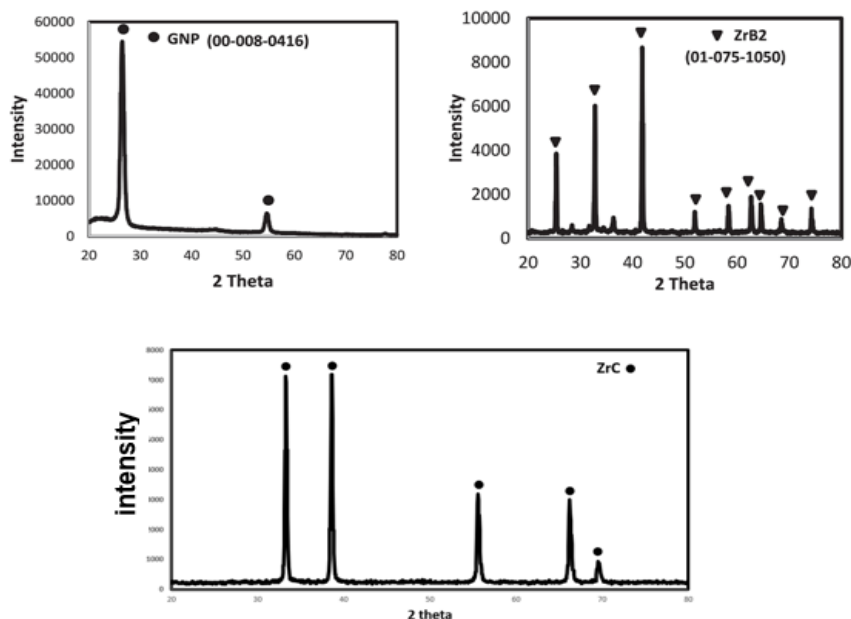 60000
50000
40000
30000
20000
10000
0
Intensity
GNP (00-008-0416)
20 30 40 50 60 70 80
2 Theta
10000
8000
6000
4000
2000
0
Intensity
ZrB2
(01-075-1050)
20 30 40 50 60 70 80
2 Theta
intensity
ZrC
20 30 40 50 60 70 80
2 theta